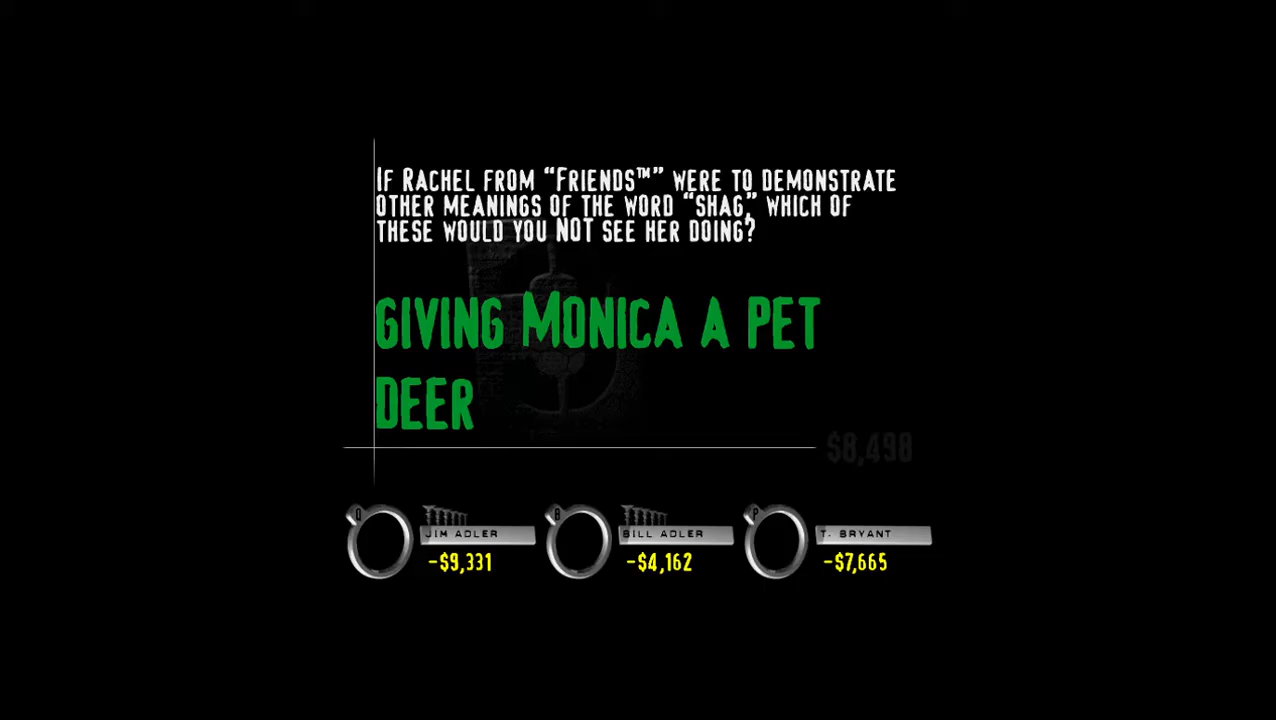 If Rachel from “Friends™” were to demonstrate
other meanings of the word “shag,” which of
these would you NOT see her doing?
giving Monica a pet
deer
$8,498
Q B P
JIM ADLER BILL ADLER T. BRYANT
-$9,331 -$4,162 -$7,665